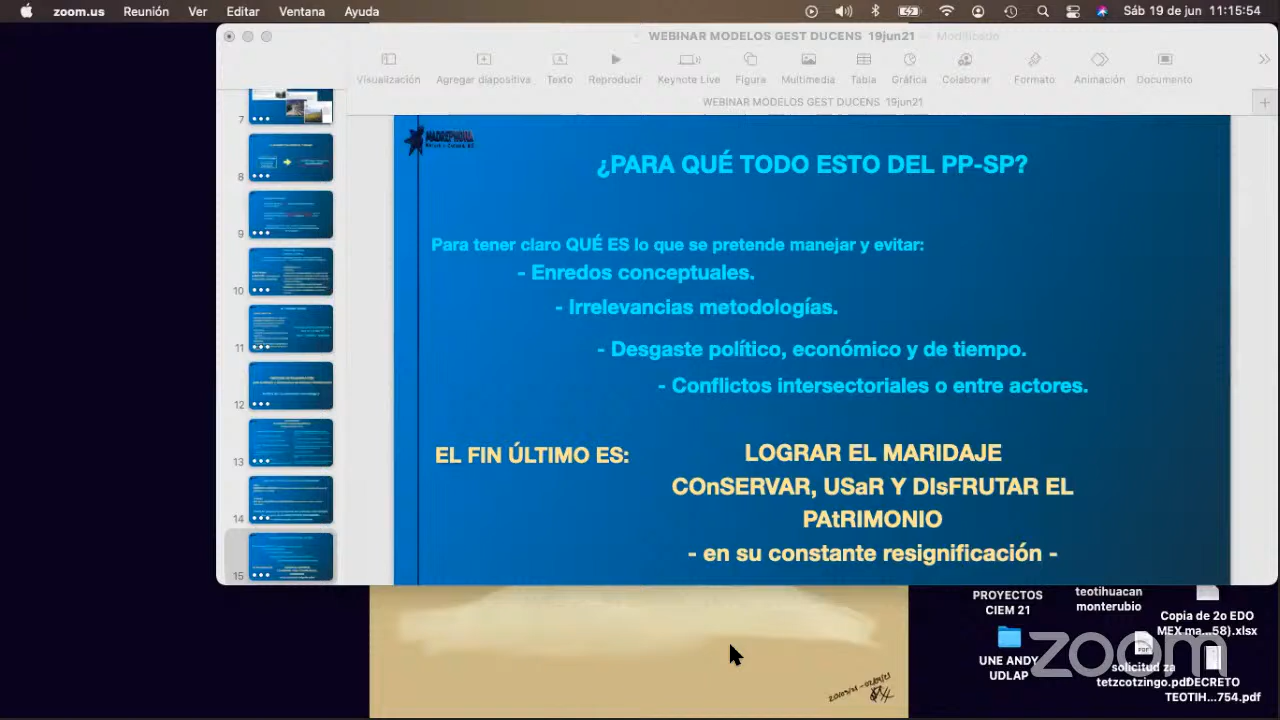 zoom.us Reunión Ver Editar Ventana Ayuda
Sáb 19 de jun 11:15:54
WEBINAR MODELOS GEST DUCENS 19jun21 — Modificado
Visualización Agregar diapositiva Texto Reproducir Keynote Live Figura Multimedia Tabla Gráfica Colaborar Formato Animación Documento
WEBINAR MODELOS GEST DUCENS 19jun21
7
8
9
10
11
12
13
14
15
¿PARA QUÉ TODO ESTO DEL PP-SP?
Para tener claro QUÉ ES lo que se pretende manejar y evitar:
- Enredos conceptuales.
- Irrelevancias metodologías.
- Desgaste político, económico y de tiempo.
- Conflictos intersectoriales o entre actores.
EL FIN ÚLTIMO ES:
LOGRAR EL MARIDAJE
COnSERVAR, USaR Y DIsFRUTAR EL
PAtRIMONIO
- en su constante resignificación -
PROYECTOS
CIEM 21
teotihuacan
monterubio
Copia de 2o EDO
MEX ma...58).xlsx
UNE ANDY
UDLAP
solicitud za
tetzcotzingo.pdf
DECRETO
TEOTIH...754.pdf
zoom